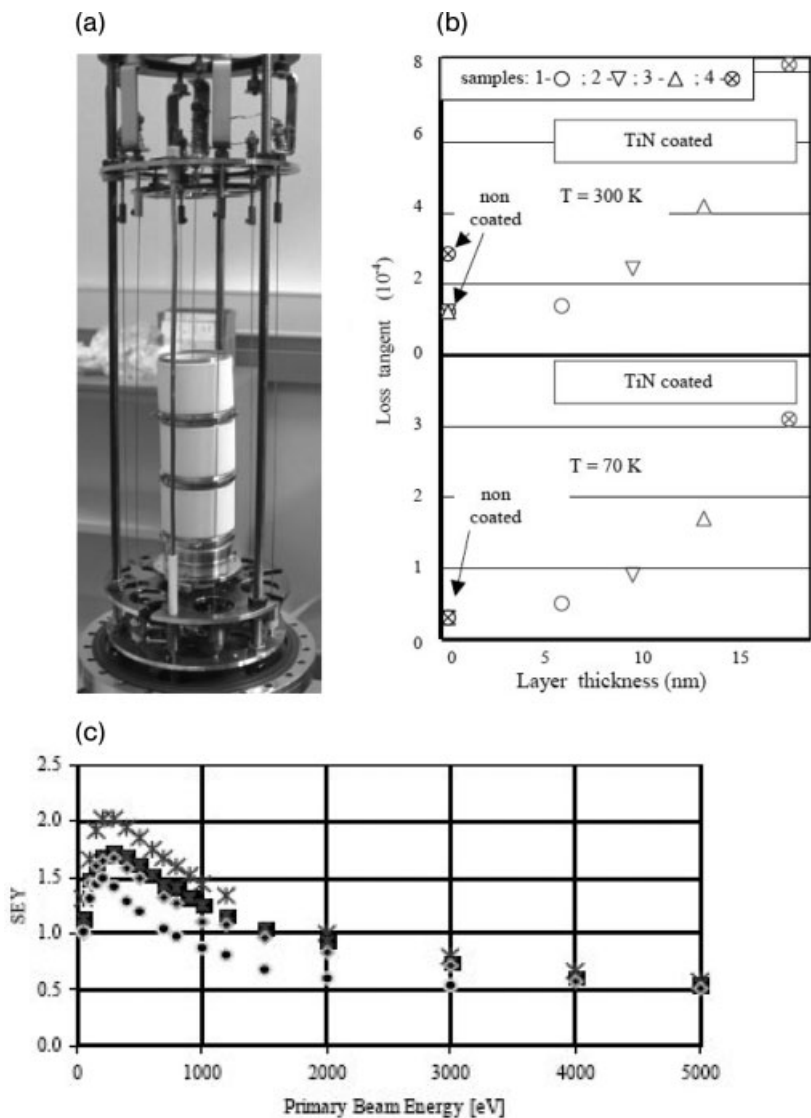 (a)
(b)
8
samples: 1-○ ; 2-▽ ; 3 - △ ; 4 -⊗
6
TiN coated
non
coated
T = 300 K
4
2
0
Loss tangent (10⁻⁴)
TiN coated
3
T = 70 K
non
coated
2
1
0
0 5 10 15
Layer thickness (nm)
(c)
2.5
2.0
1.5
SEY
1.0
0.5
0.0
0 1000 2000 3000 4000 5000
Primary Beam Energy [eV]